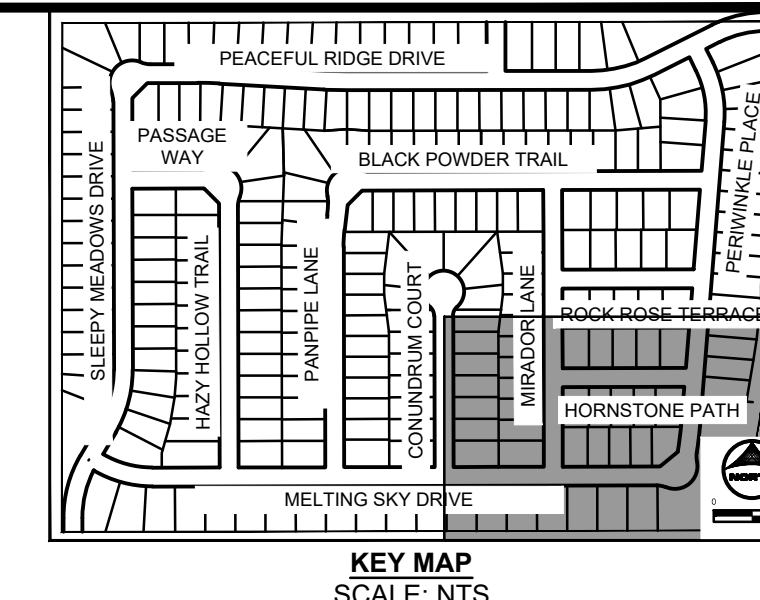 PEACEFUL RIDGE DRIVE
PASSAGE
WAY
BLACK POWDER TRAIL
PERIWINKLE PLACE
SLEEPY MEADOWS DRIVE
HAZY HOLLOW TRAIL
PANPIPE LANE
CONUNDRUM COURT
MIRADOR LANE
ROCK ROSE TERRACE
HORNSTONE PATH
MELTING SKY DRIVE
0
KEY MAP
SCALE: NTS